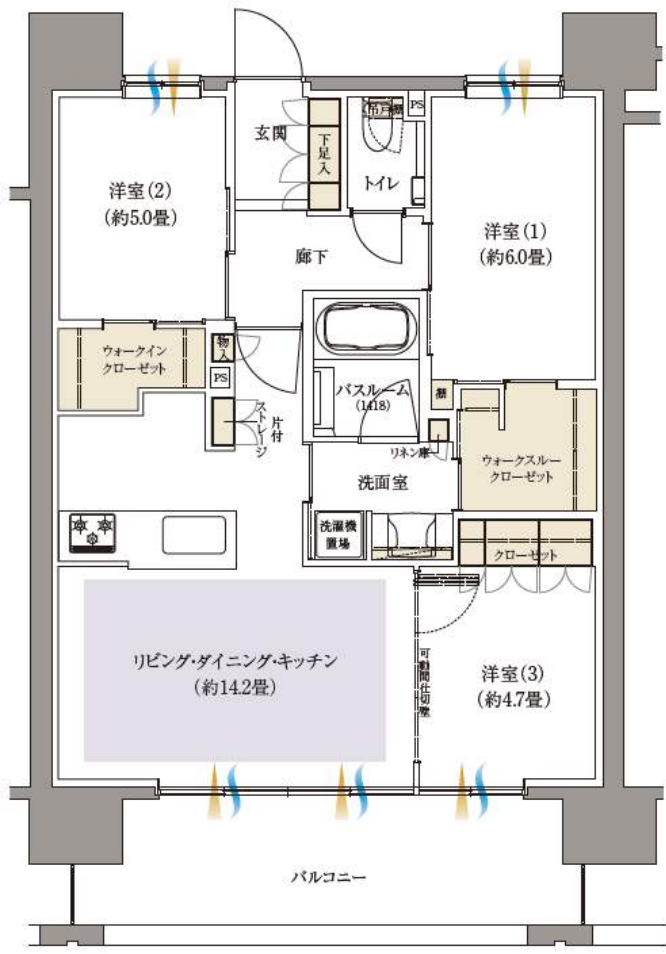 玄関
下足入
吊戸棚
PS
トイレ
洋室(2)
(約5.0畳)
洋室(1)
(約6.0畳)
廊下
ウォークイン
クローゼット
物入
PS
片付
ストレージ
バスルーム
(1418)
棚
リネン庫
ウォークスルー
クローゼット
洗面室
洗濯機
置場
クローゼット
リビング・ダイニング・キッチン
(約14.2畳)
可動間仕切壁
洋室(3)
(約4.7畳)
バルコニー